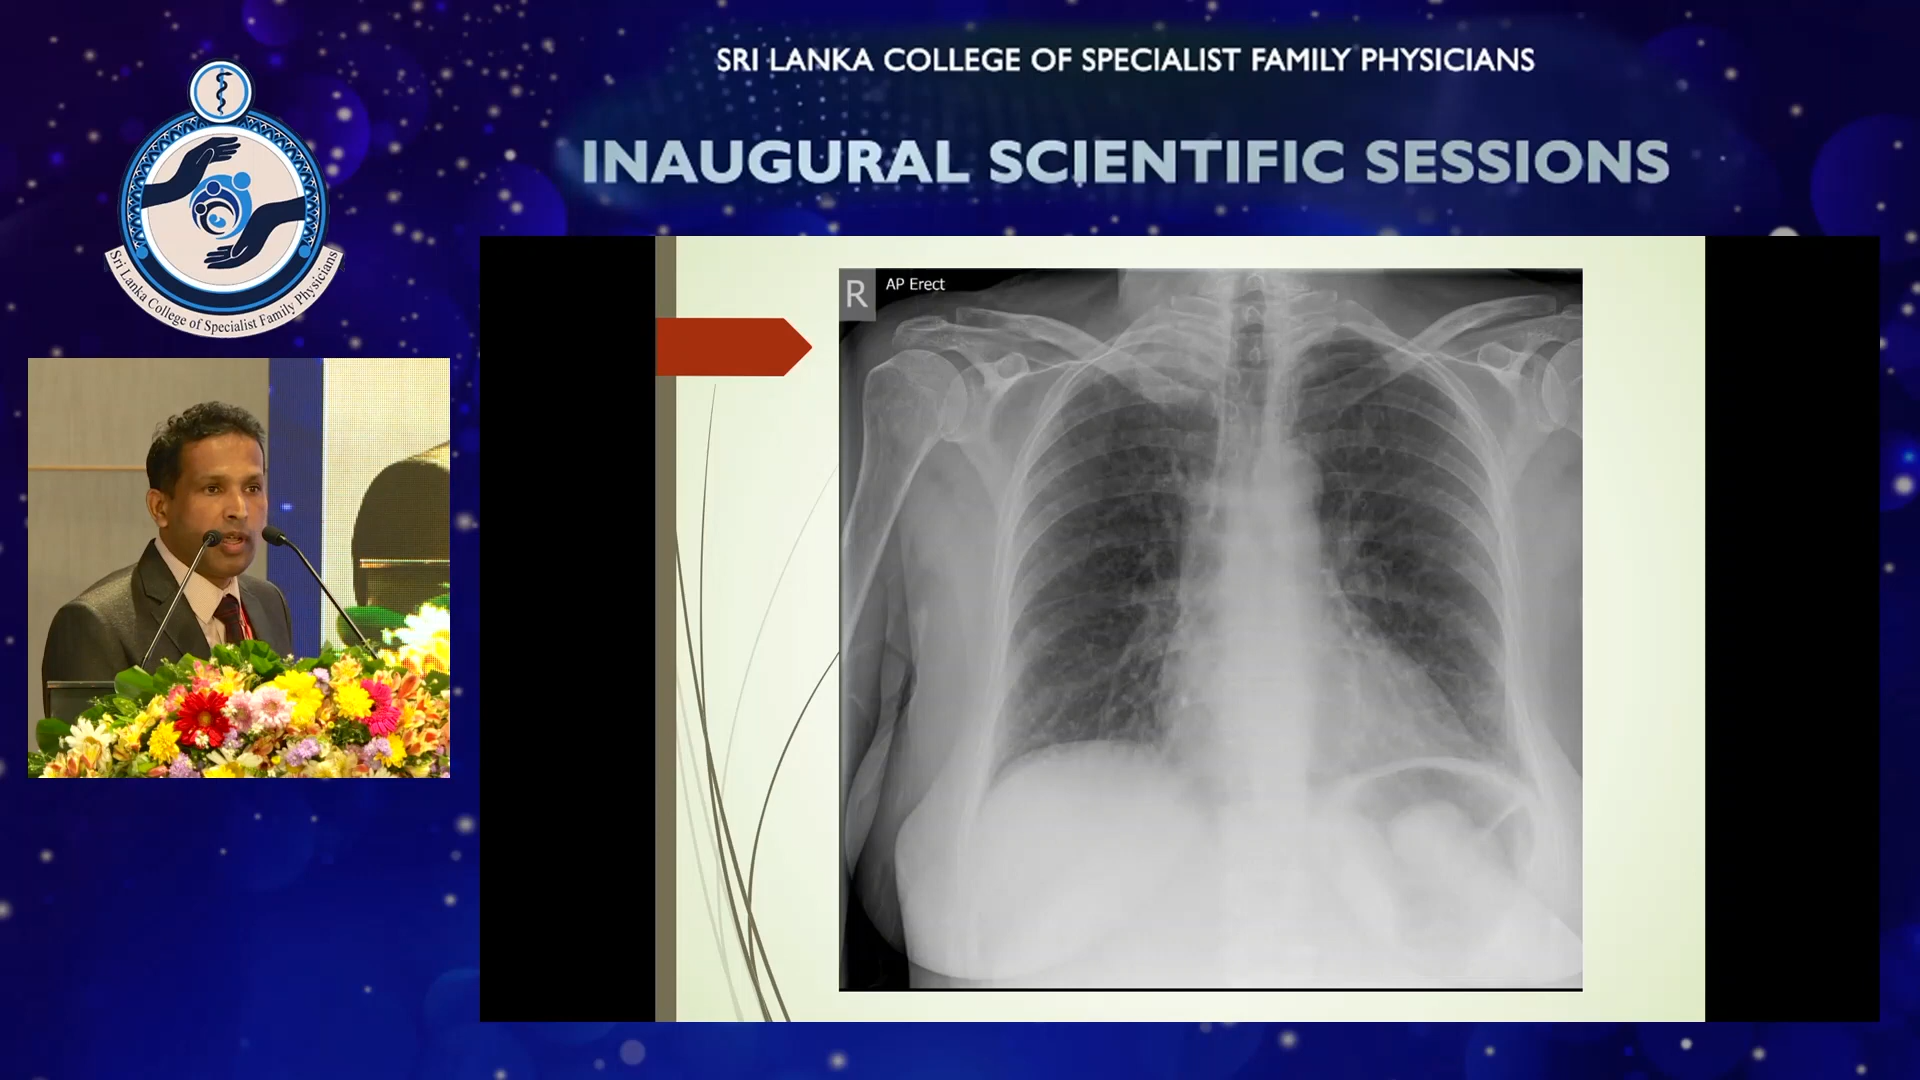 SRI LANKA COLLEGE OF SPECIALIST FAMILY PHYSICIANS
INAUGURAL SCIENTIFIC SESSIONS
Sri Lanka College of Specialist Family Physicians
R
AP Erect